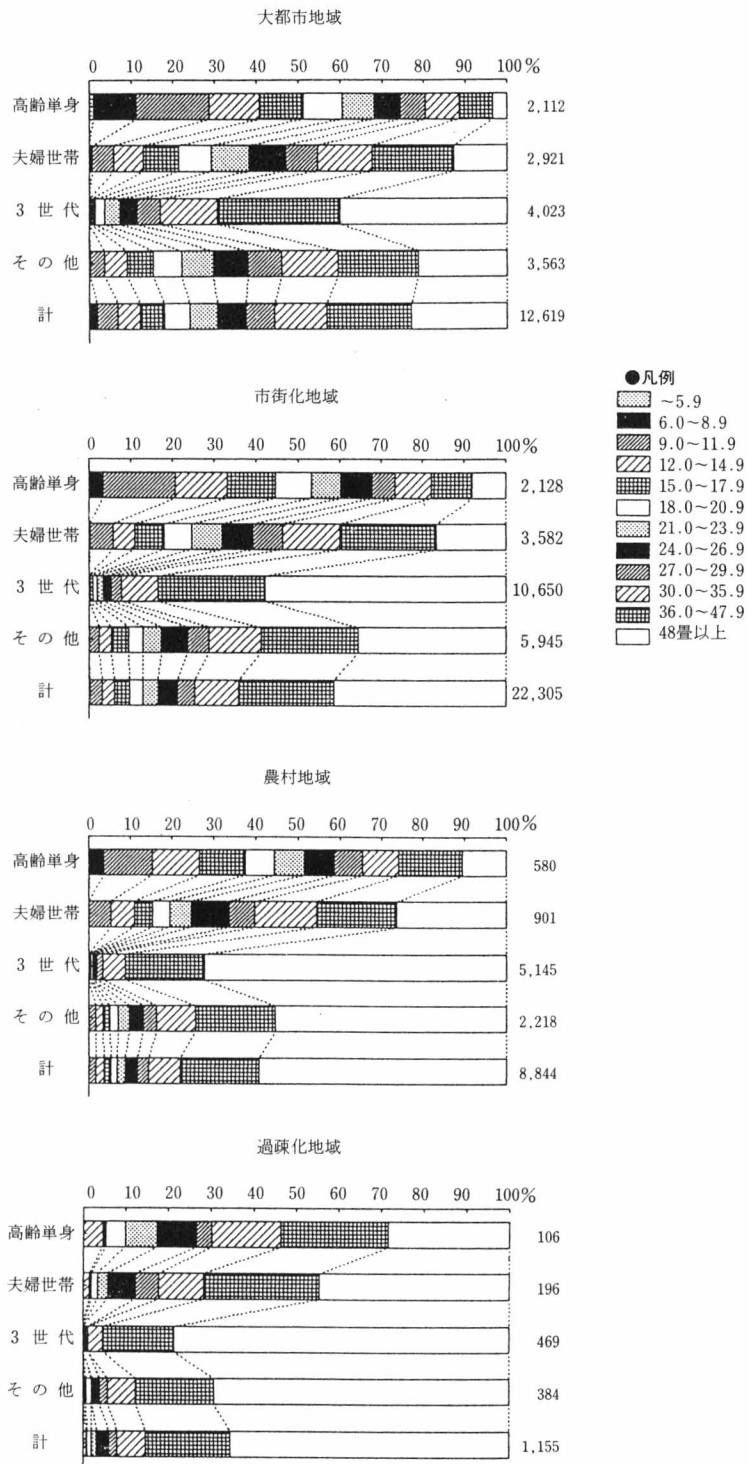 大都市地域
0 10 20 30 40 50 60 70 80 90 100%
高齢単身 2,112
夫婦世帯 2,921
3世代 4,023
その他 3,563
計 12,619
市街化地域
0 10 20 30 40 50 60 70 80 90 100%
高齢単身 2,128
夫婦世帯 3,582
3世代 10,650
その他 5,945
計 22,305
●凡例
～5.9
6.0～8.9
9.0～11.9
12.0～14.9
15.0～17.9
18.0～20.9
21.0～23.9
24.0～26.9
27.0～29.9
30.0～35.9
36.0～47.9
48畳以上
農村地域
0 10 20 30 40 50 60 70 80 90 100%
高齢単身 580
夫婦世帯 901
3世代 5,145
その他 2,218
計 8,844
過疎化地域
0 10 20 30 40 50 60 70 80 90 100%
高齢単身 106
夫婦世帯 196
3世代 469
その他 384
計 1,155